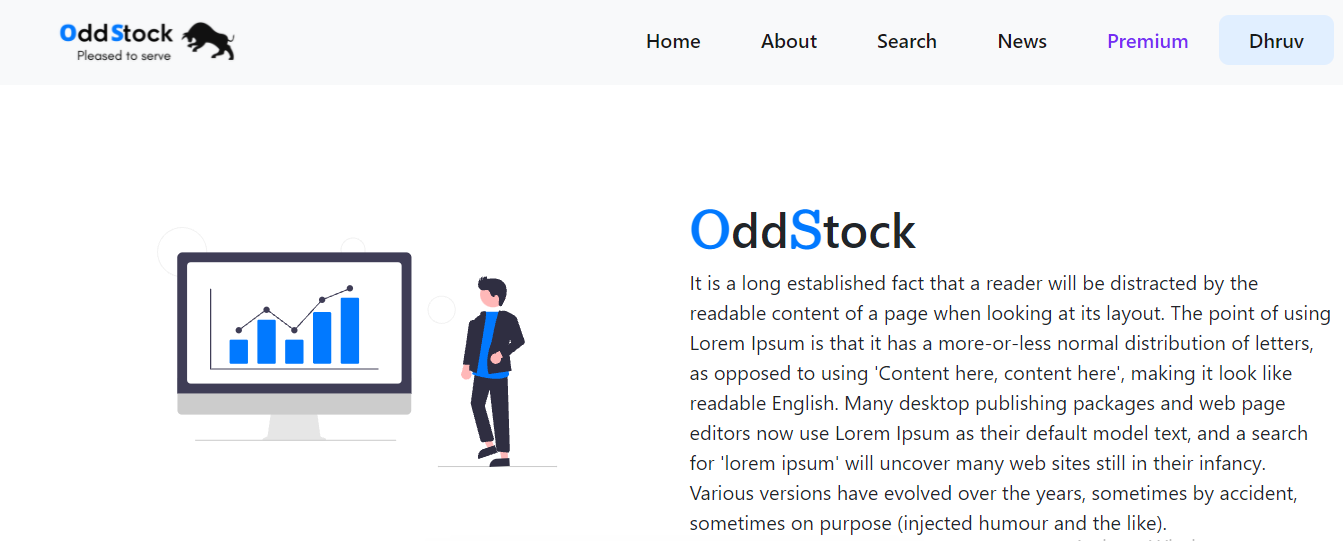 OddStock
Pleased to serve
Home
About
Search
News
Premium
Dhruv
OddStock
It is a long established fact that a reader will be distracted by the
readable content of a page when looking at its layout. The point of using
Lorem Ipsum is that it has a more-or-less normal distribution of letters,
as opposed to using 'Content here, content here', making it look like
readable English. Many desktop publishing packages and web page
editors now use Lorem Ipsum as their default model text, and a search
for 'lorem ipsum' will uncover many web sites still in their infancy.
Various versions have evolved over the years, sometimes by accident,
sometimes on purpose (injected humour and the like).